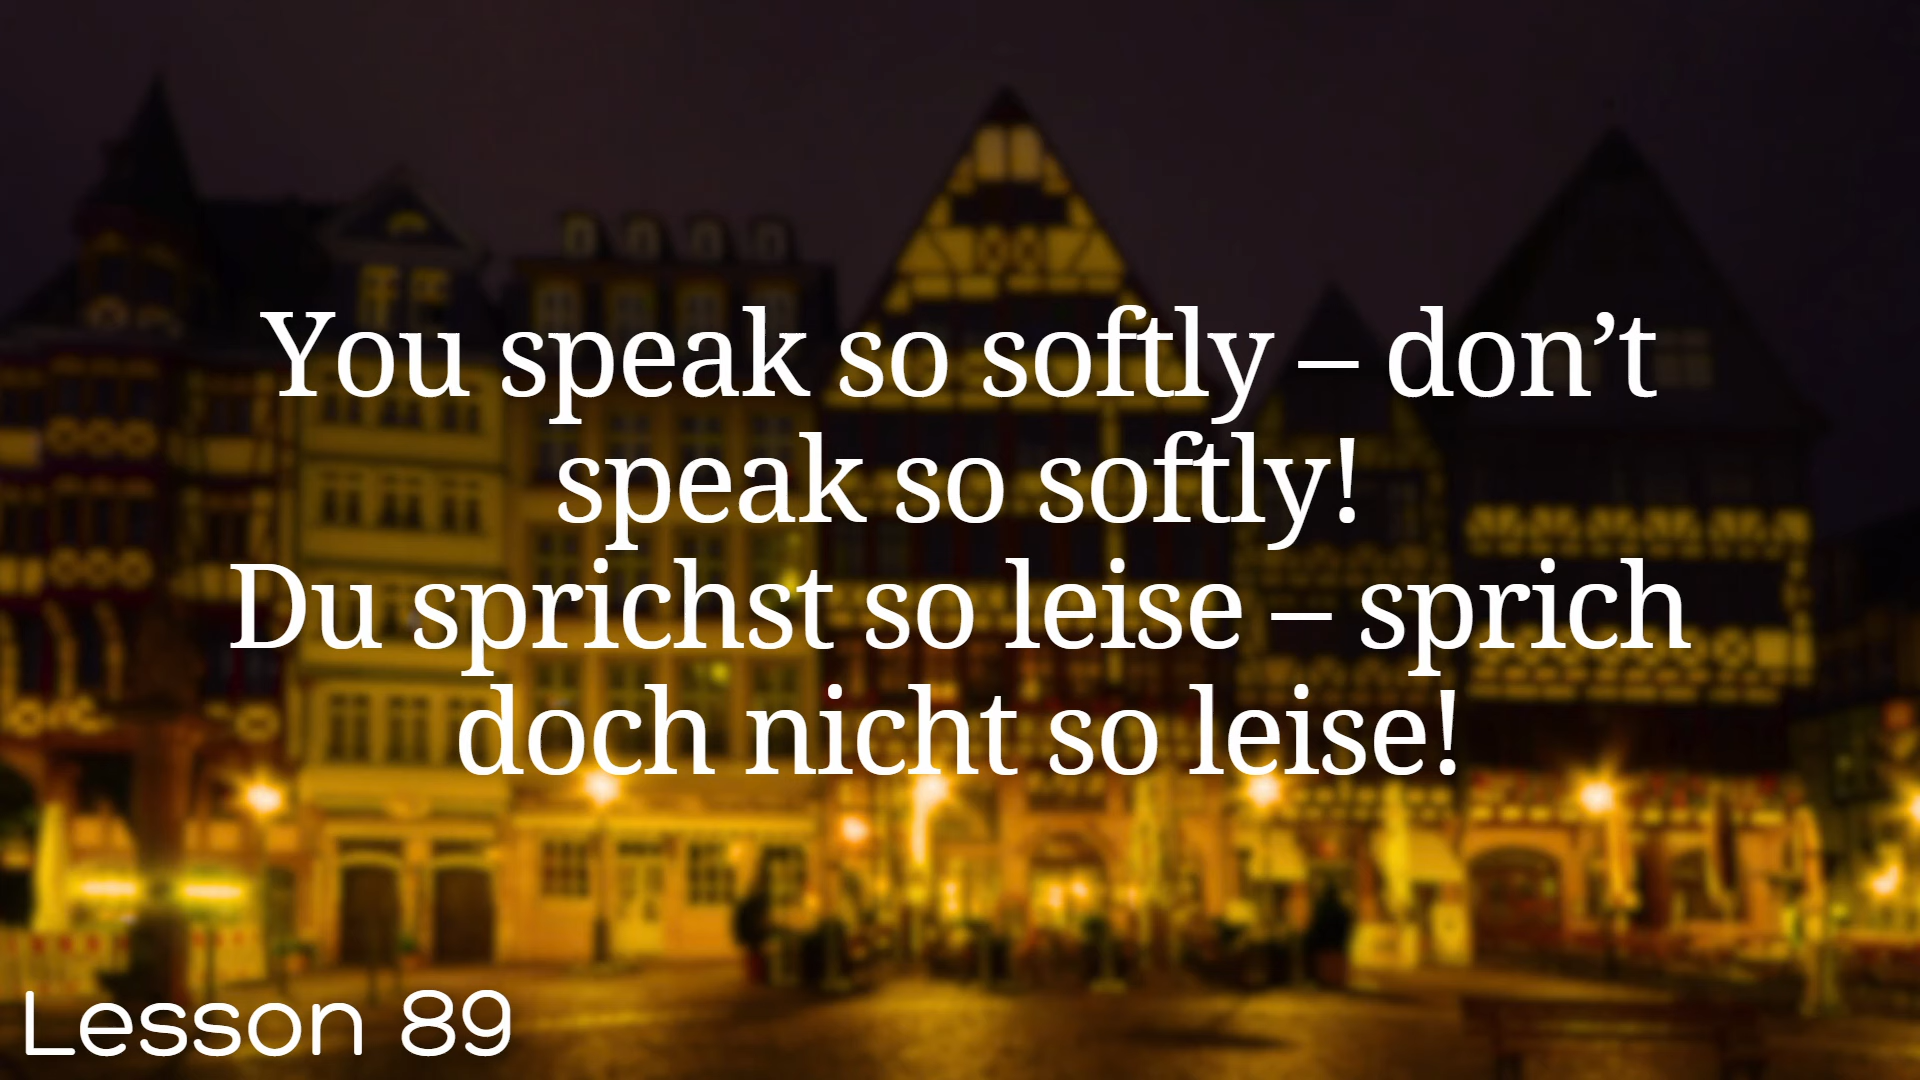 You speak so softly – don’t
speak so softly!
Du sprichst so leise – sprich
doch nicht so leise!
Lesson 89